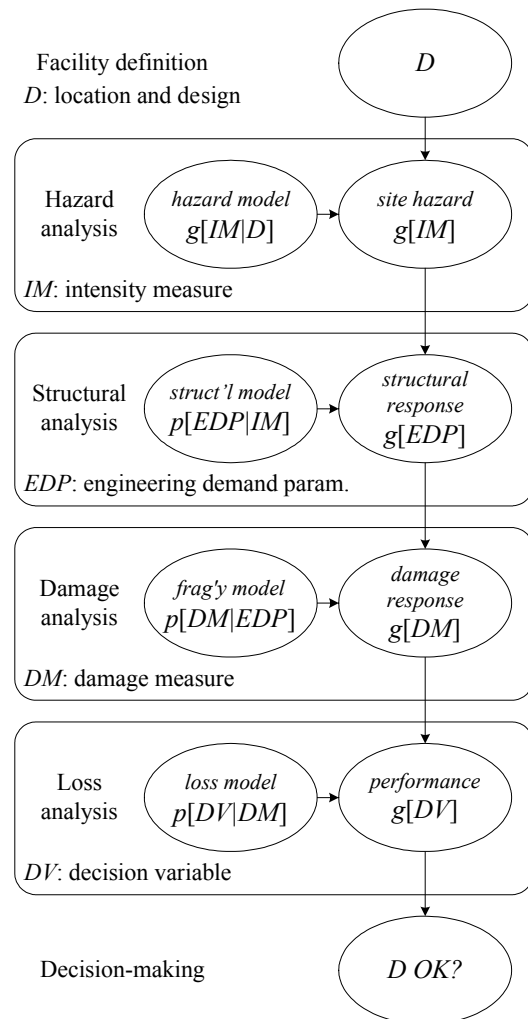 Facility definition
D: location and design
D
Hazard
analysis
hazard model
g[IM|D]
site hazard
g[IM]
IM: intensity measure
Structural
analysis
struct’l model
p[EDP|IM]
structural
response
g[EDP]
EDP: engineering demand param.
Damage
analysis
frag'y model
p[DM|EDP]
damage
response
g[DM]
DM: damage measure
Loss
analysis
loss model
p[DV|DM]
performance
g[DV]
DV: decision variable
Decision-making
D OK?